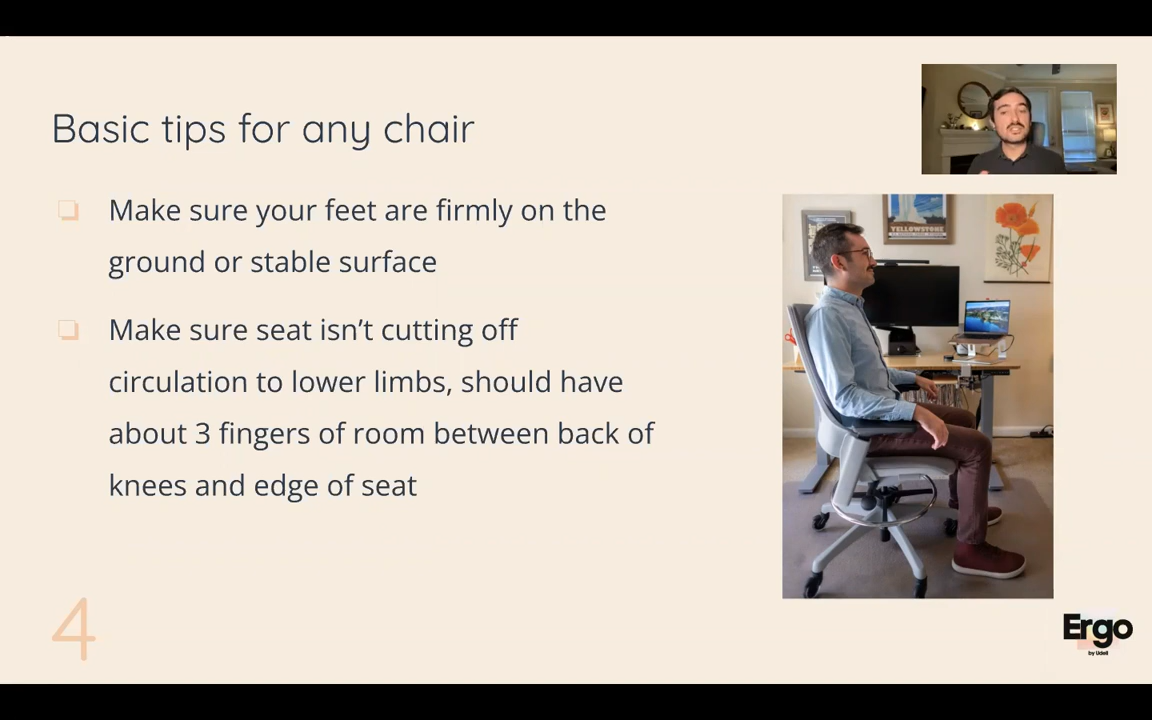 Basic tips for any chair
Make sure your feet are firmly on the
ground or stable surface
Make sure seat isn’t cutting off
circulation to lower limbs, should have
about 3 fingers of room between back of
knees and edge of seat
YELLOWSTONE
4
Ergo
by Udell